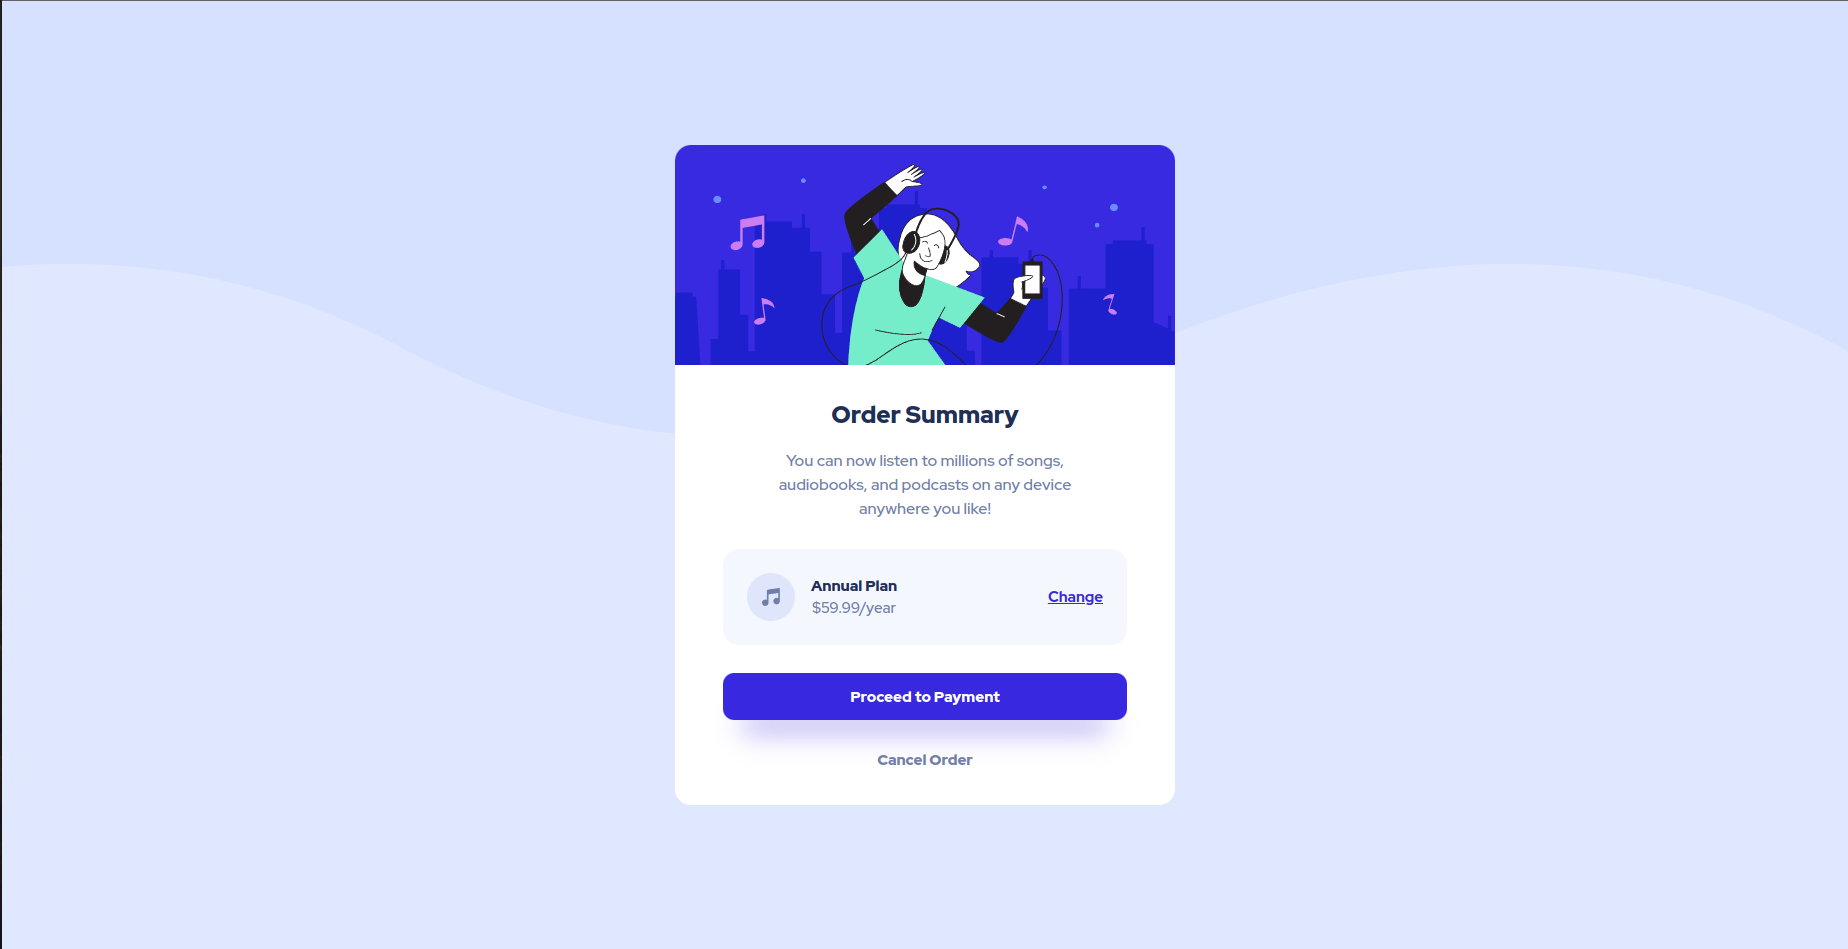 Order Summary
You can now listen to millions of songs,
audiobooks, and podcasts on any device
anywhere you like!
Annual Plan
$59.99/year
Change
Proceed to Payment
Cancel Order